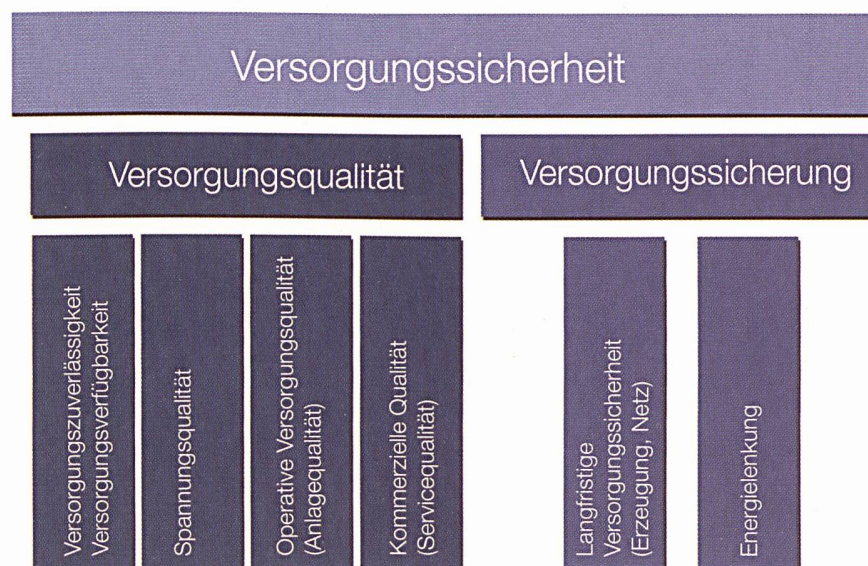 Versorgungssicherheit
Versorgungsqualität
Versorgungssicherung
Versorgungszuverlässigkeit
Versorgungsverfügbarkeit
Spannungsqualität
Operative Versorgungsqualität
(Anlagequalität)
Kommerzielle Qualität
(Servicequalität)
Langfristige
Versorgungssicherheit
(Erzeugung, Netz)
Energielenkung